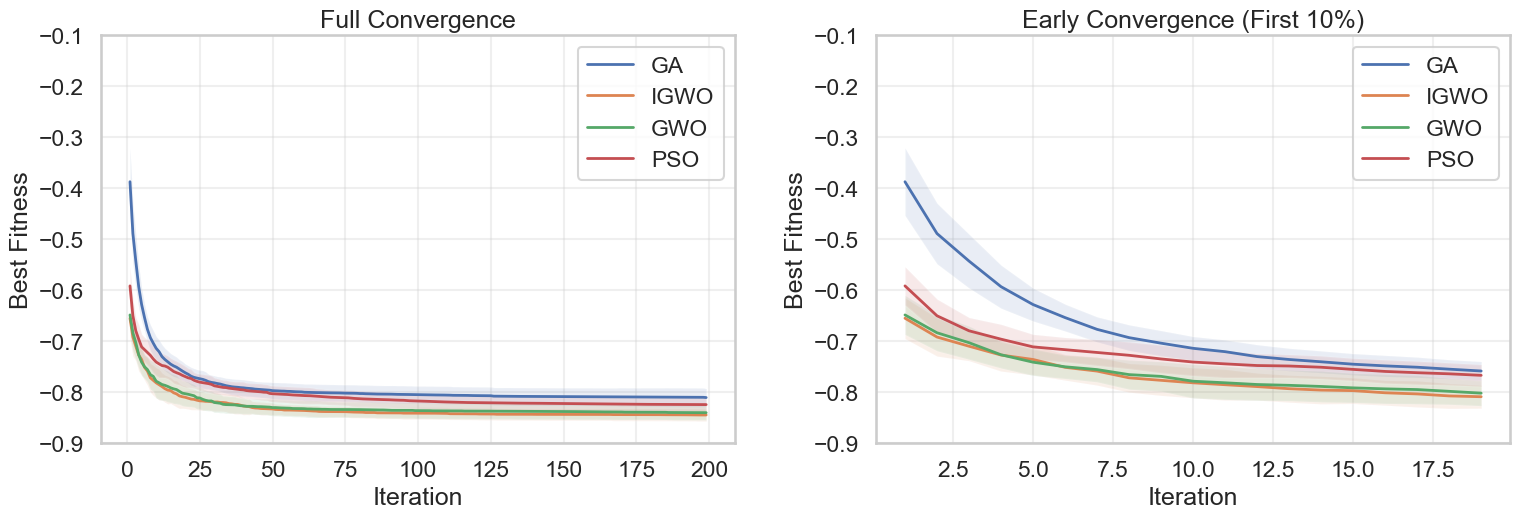 Full Convergence
Best Fitness
−0.1
−0.2
−0.3
−0.4
−0.5
−0.6
−0.7
−0.8
−0.9
0 25 50 75 100 125 150 175 200
Iteration
GA
IGWO
GWO
PSO
Early Convergence (First 10%)
Best Fitness
−0.1
−0.2
−0.3
−0.4
−0.5
−0.6
−0.7
−0.8
−0.9
2.5 5.0 7.5 10.0 12.5 15.0 17.5
Iteration
GA
IGWO
GWO
PSO